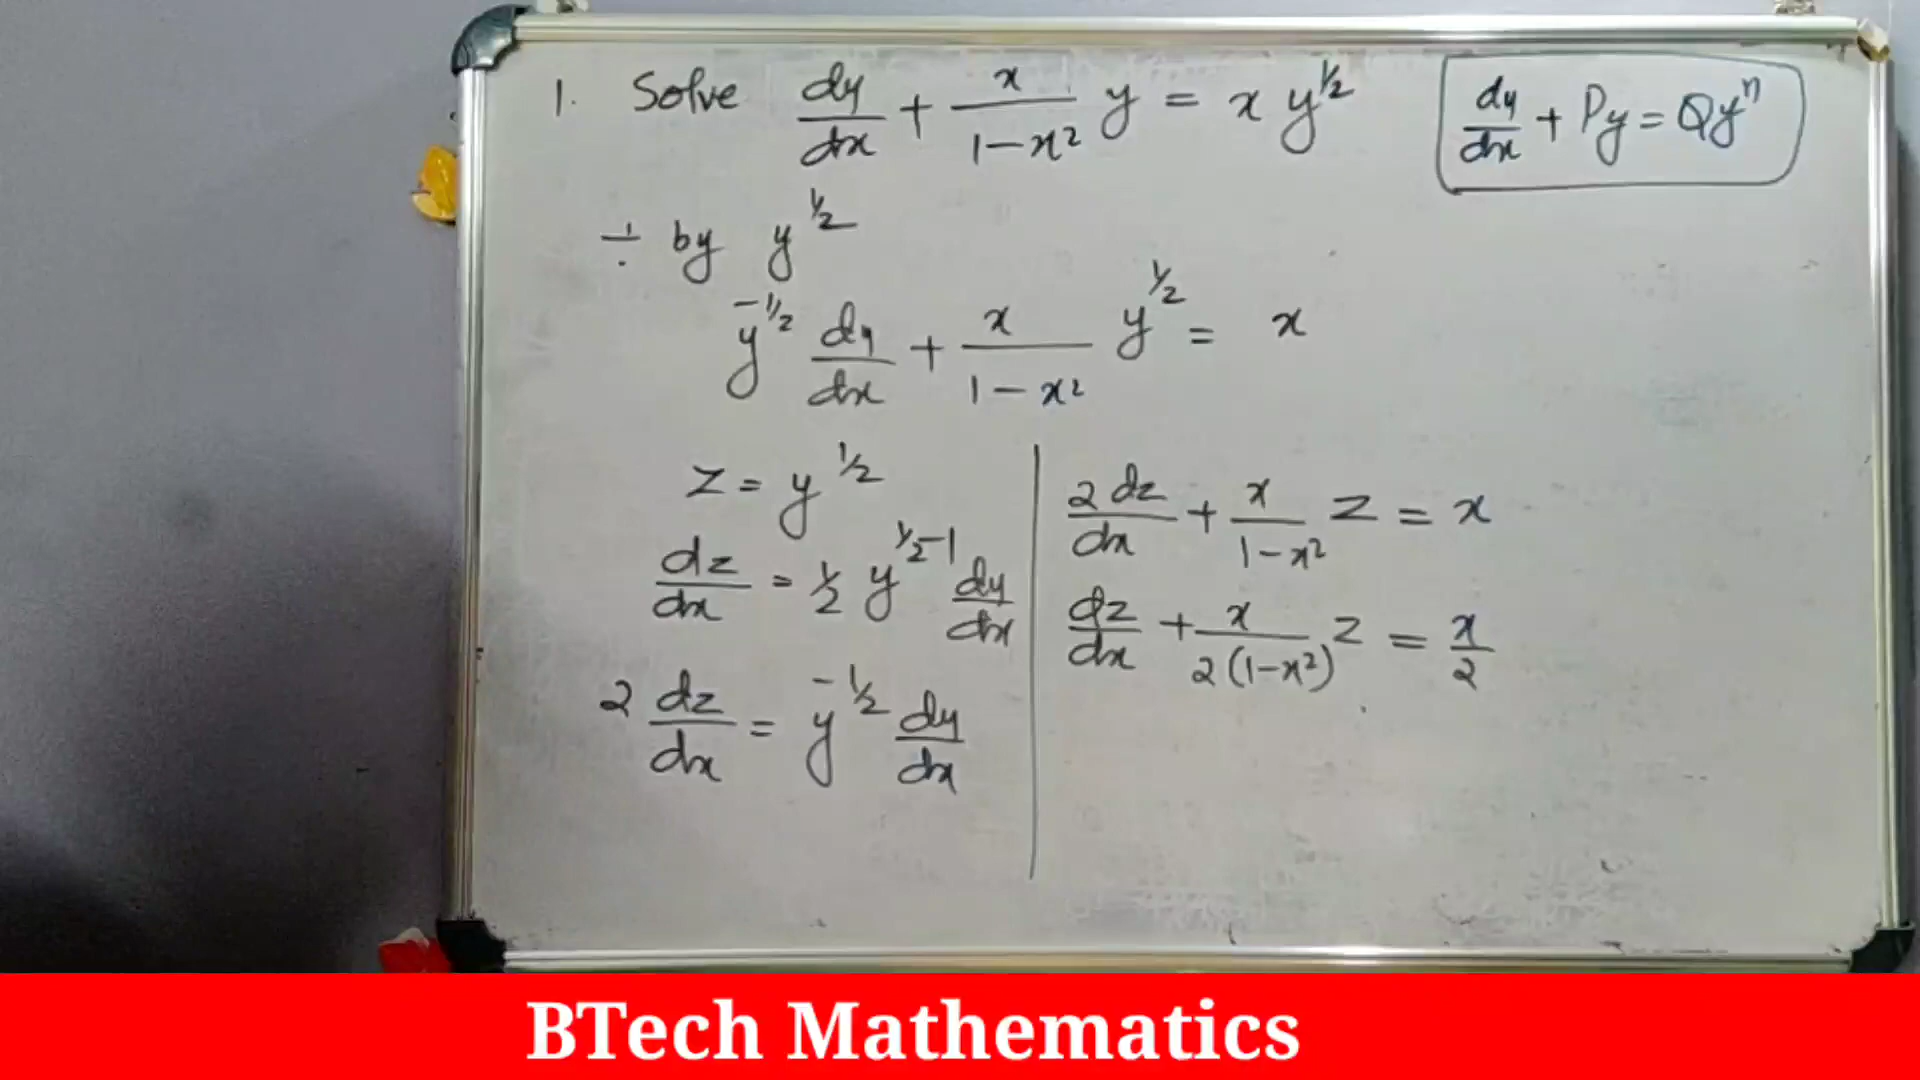 1. Solve dy/dx + x/(1-x²) y = x y^1/2
dy/dx + Py = Qy^n
÷ by y^1/2
y^-1/2 dy/dx + x/(1-x²) y^1/2 = x
z = y^1/2
dz/dx = 1/2 y^(1/2-1) dy/dx
2 dz/dx = y^-1/2 dy/dx
2dz/dx + x/(1-x²) z = x
dz/dx + x/(2(1-x²)) z = x/2
BTech Mathematics